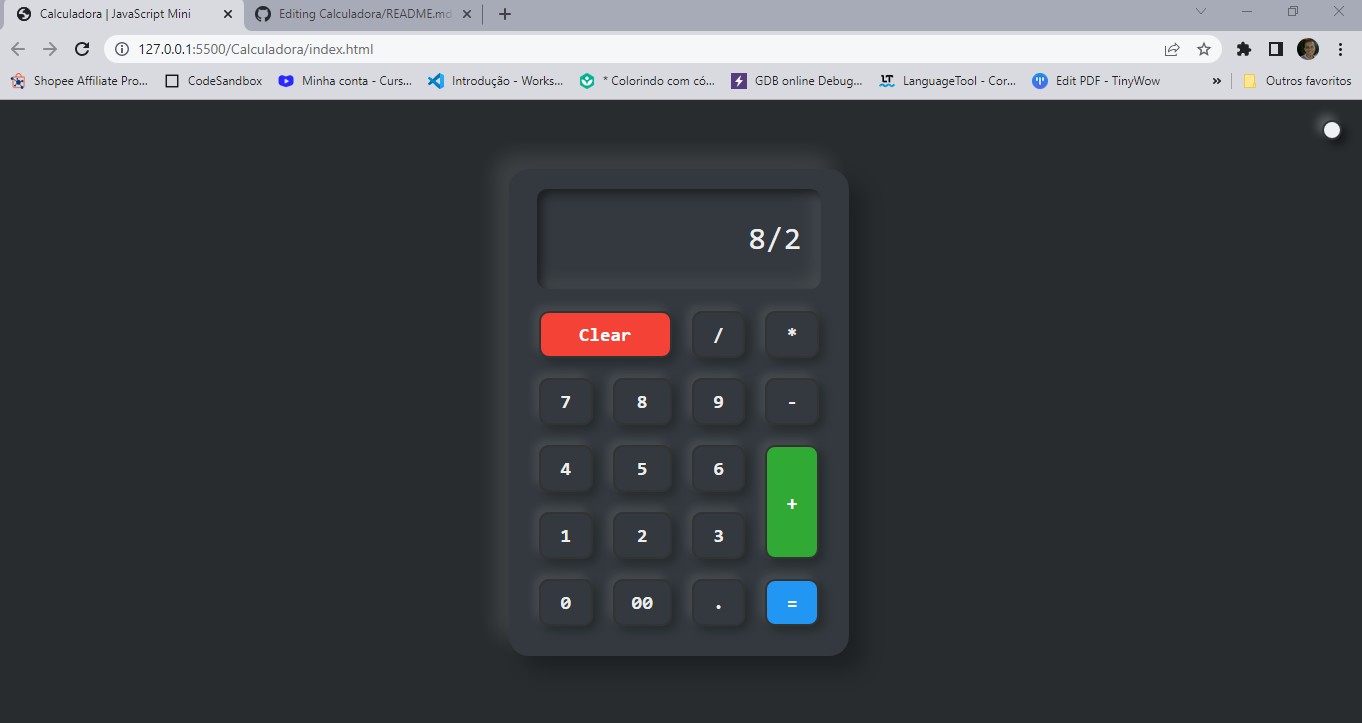 Calculadora | JavaScript Mini
Editing Calculadora/README.md
127.0.0.1:5500/Calculadora/index.html
Shopee Affiliate Pro... CodeSandbox Minha conta - Curs... Introdução - Works... * Colorindo com có... GDB online Debug... LT LanguageTool - Cor... Edit PDF - TinyWow » Outros favoritos
8/2
Clear / *
7 8 9 -
4 5 6 +
1 2 3
0 00 . =